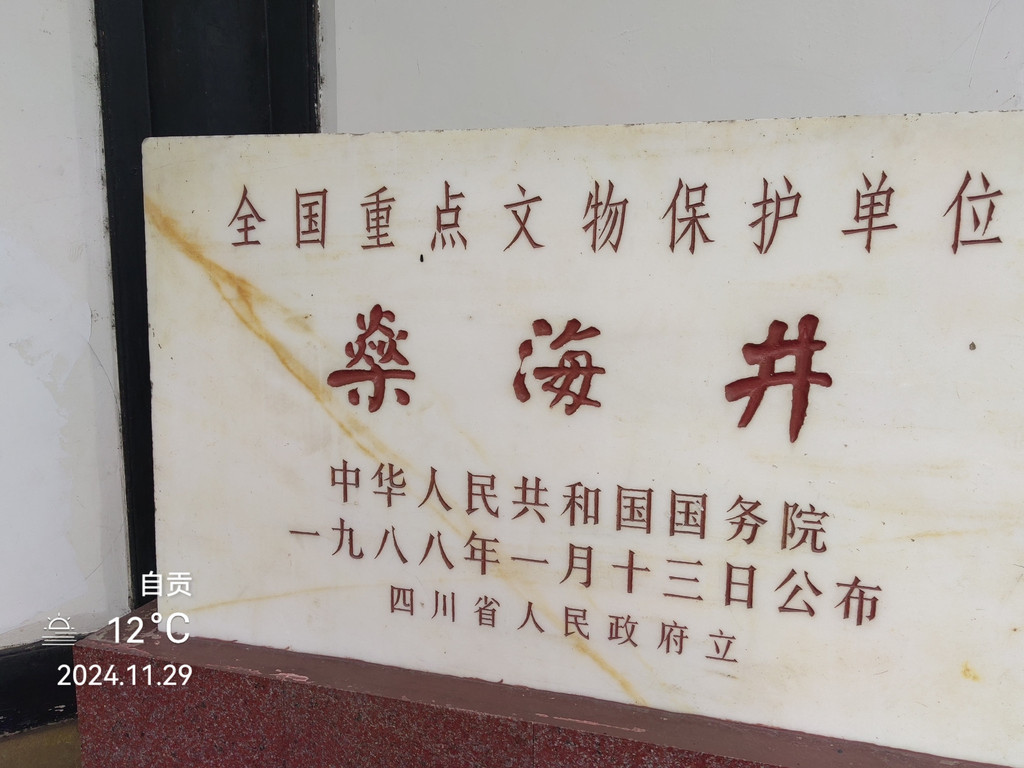 全国重点文物保护单位
燊海井
中华人民共和国国务院
一九八八年一月十三日公布
四川省人民政府立
自贡
12°C
2024.11.29